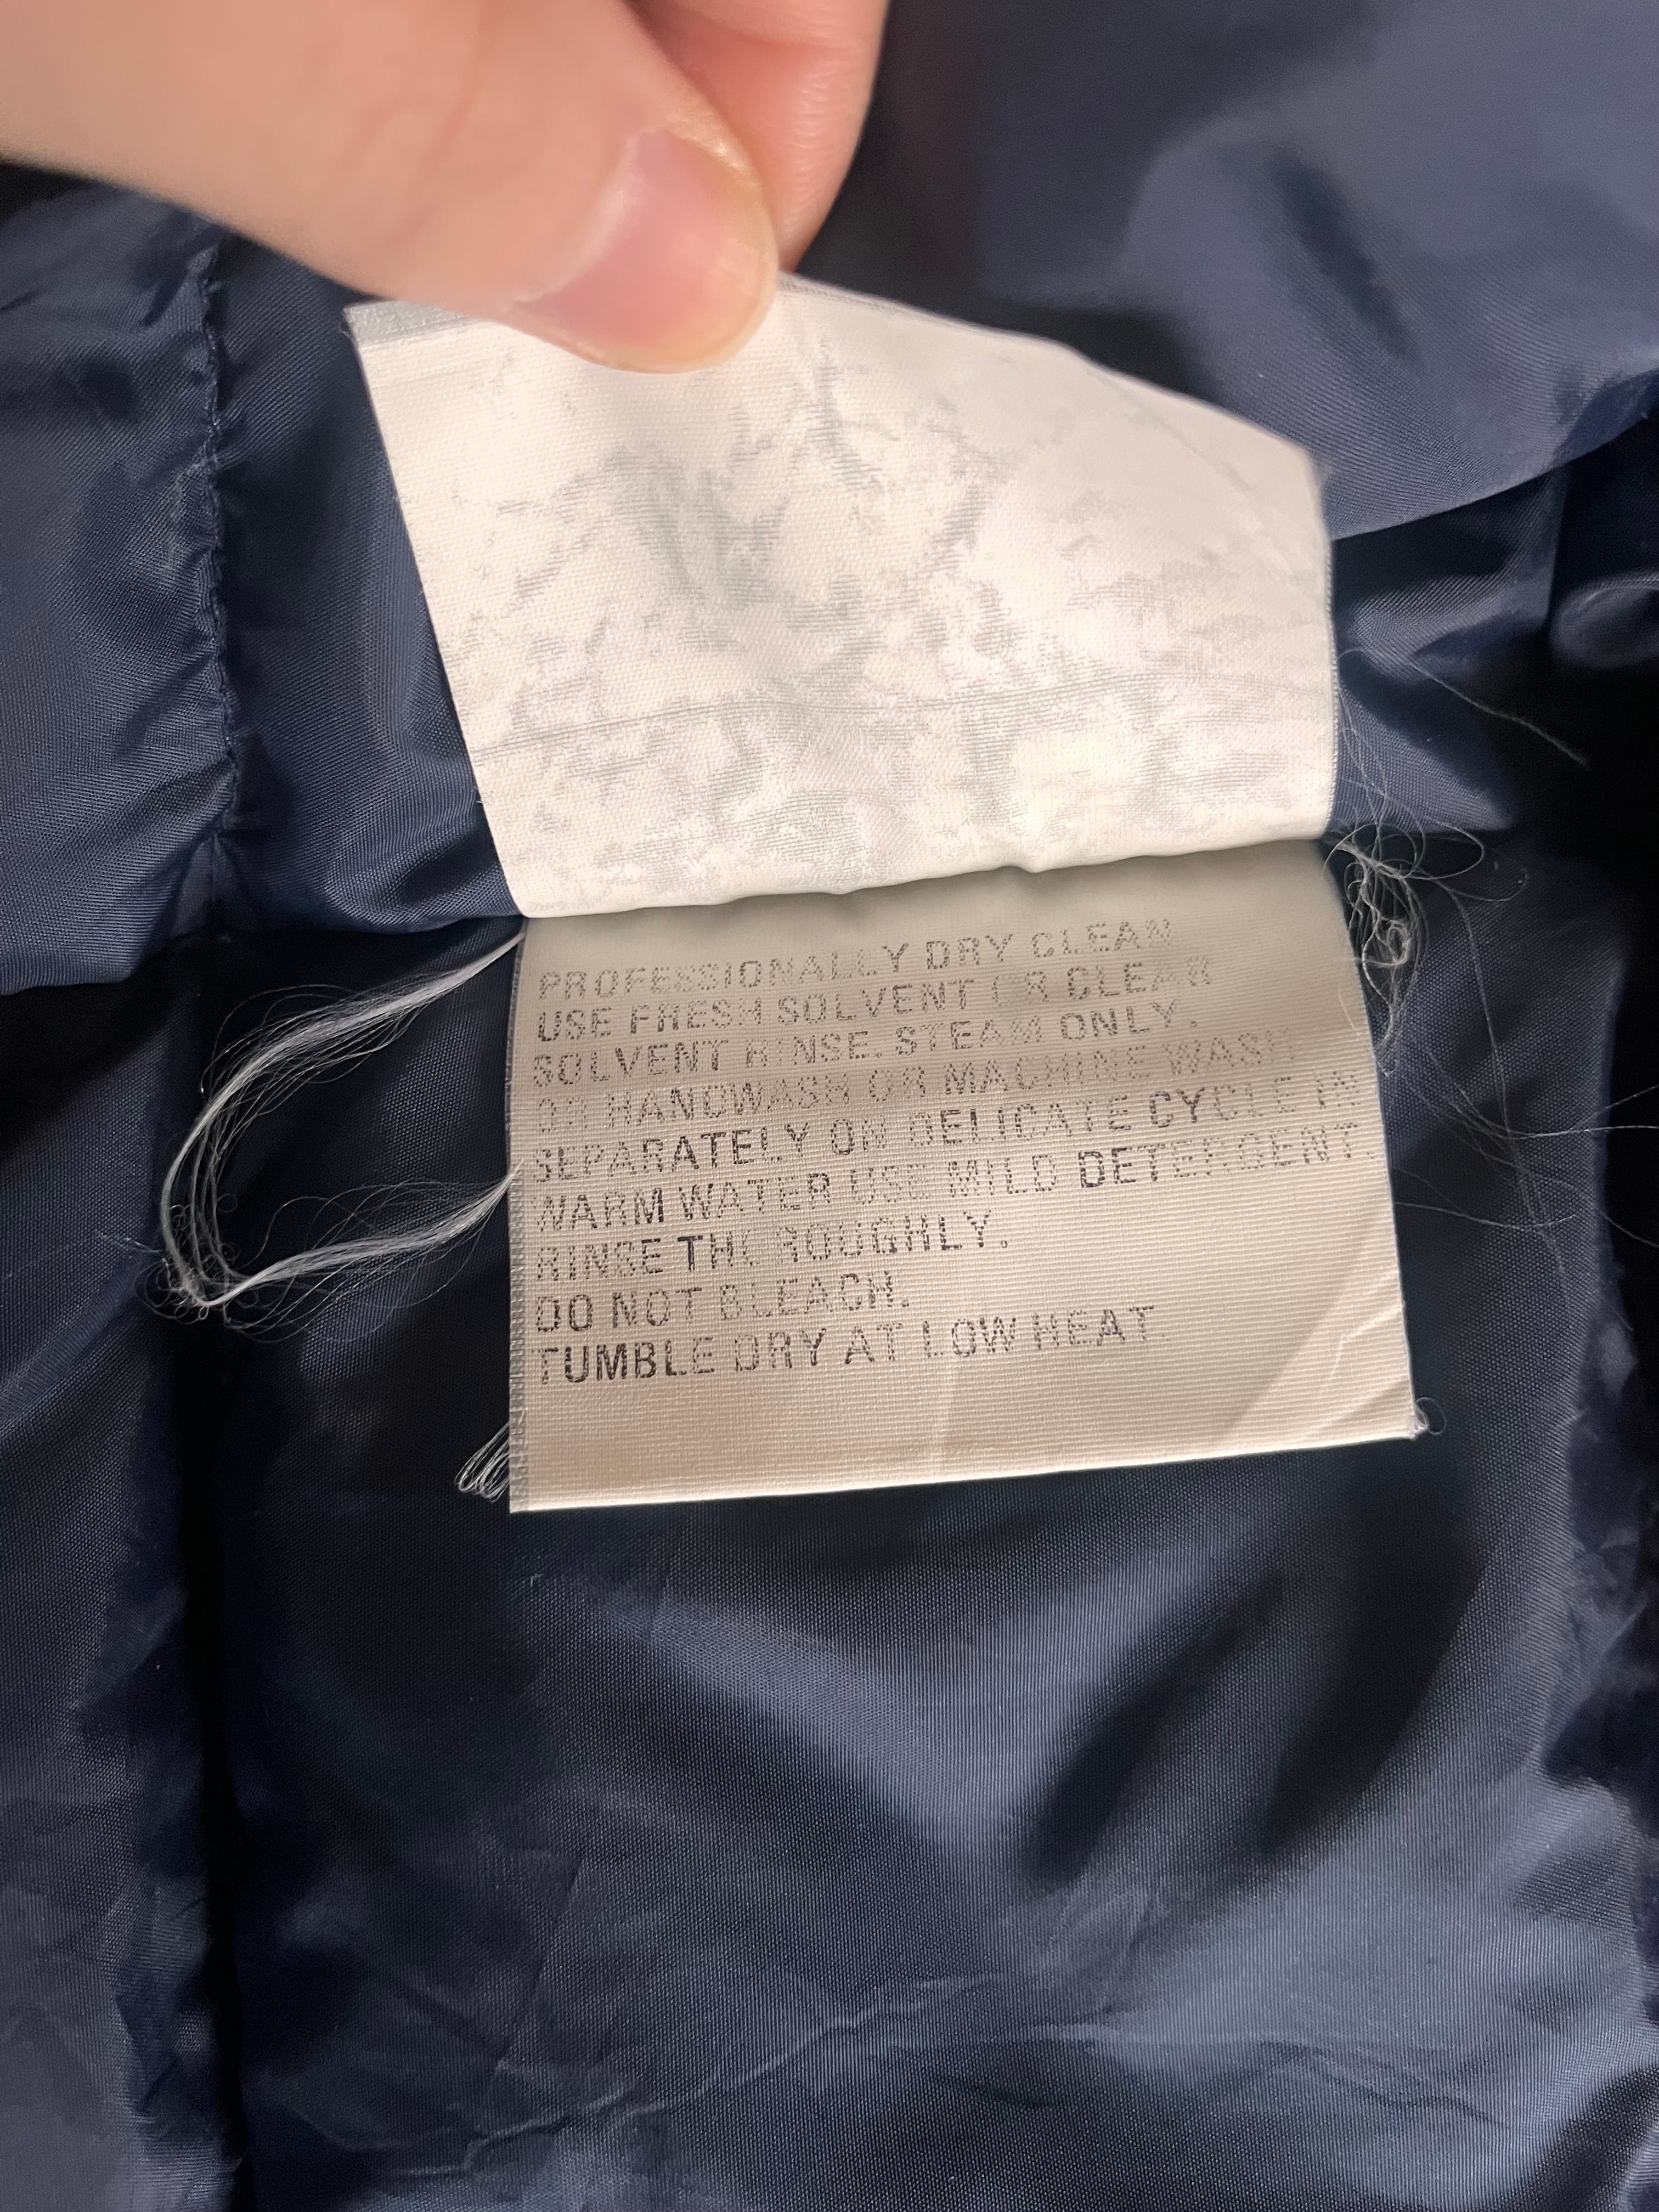 PROFESSIONALLY DRY CLEAN
USE FRESH SOLVENT OR CLEAR
SOLVENT RINSE. STEAM ONLY.
OR HANDWASH OR MACHINE WASH
SEPARATELY ON DELICATE CYCLE IN
WARM WATER USE MILD DETERGENT.
RINSE THOROUGHLY.
DO NOT BLEACH.
TUMBLE DRY AT LOW HEAT